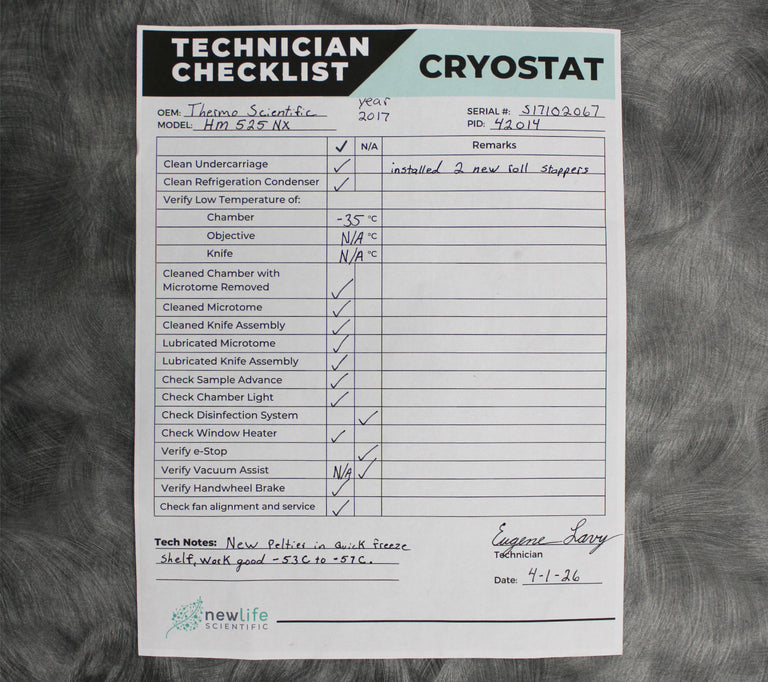 TECHNICIAN CHECKLIST
CRYOSTAT
OEM: Thermo Scientific
year 2017
SERIAL #: S17102067
MODEL: HM 525 NX
PID: 42014
✓ N/A Remarks
Clean Undercarriage ✓ installed 2 new roll stoppers
Clean Refrigeration Condenser ✓
Verify Low Temperature of:
Chamber -35 °C
Objective N/A °C
Knife N/A °C
Cleaned Chamber with
Microtome Removed ✓
Cleaned Microtome ✓
Cleaned Knife Assembly ✓
Lubricated Microtome ✓
Lubricated Knife Assembly ✓
Check Sample Advance ✓
Check Chamber Light ✓
Check Disinfection System ✓
Check Window Heater ✓
Verify e-Stop ✓
Verify Vacuum Assist N/A ✓
Verify Handwheel Brake ✓
Check fan alignment and service ✓
Tech Notes: New Peltier in Quick freeze
Shelf, work good -53C to -57C.
Eugene Lavy
Technician
Date: 4-1-26
newlife
SCIENTIFIC